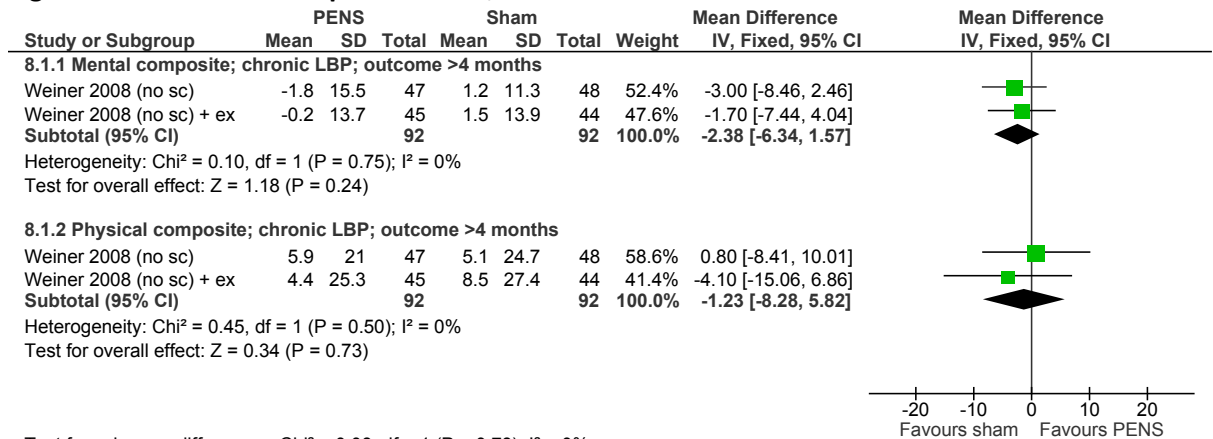 PENS Sham Mean Difference Mean Difference
Study or Subgroup Mean SD Total Mean SD Total Weight IV, Fixed, 95% CI IV, Fixed, 95% CI
8.1.1 Mental composite; chronic LBP; outcome >4 months
Weiner 2008 (no sc) -1.8 15.5 47 1.2 11.3 48 52.4% -3.00 [-8.46, 2.46]
Weiner 2008 (no sc) + ex -0.2 13.7 45 1.5 13.9 44 47.6% -1.70 [-7.44, 4.04]
Subtotal (95% CI) 92 92 100.0% -2.38 [-6.34, 1.57]
Heterogeneity: Chi² = 0.10, df = 1 (P = 0.75); I² = 0%
Test for overall effect: Z = 1.18 (P = 0.24)
8.1.2 Physical composite; chronic LBP; outcome >4 months
Weiner 2008 (no sc) 5.9 21 47 5.1 24.7 48 58.6% 0.80 [-8.41, 10.01]
Weiner 2008 (no sc) + ex 4.4 25.3 45 8.5 27.4 44 41.4% -4.10 [-15.06, 6.86]
Subtotal (95% CI) 92 92 100.0% -1.23 [-8.28, 5.82]
Heterogeneity: Chi² = 0.45, df = 1 (P = 0.50); I² = 0%
Test for overall effect: Z = 0.34 (P = 0.73)
-20 -10 0 10 20
Favours sham Favours PENS